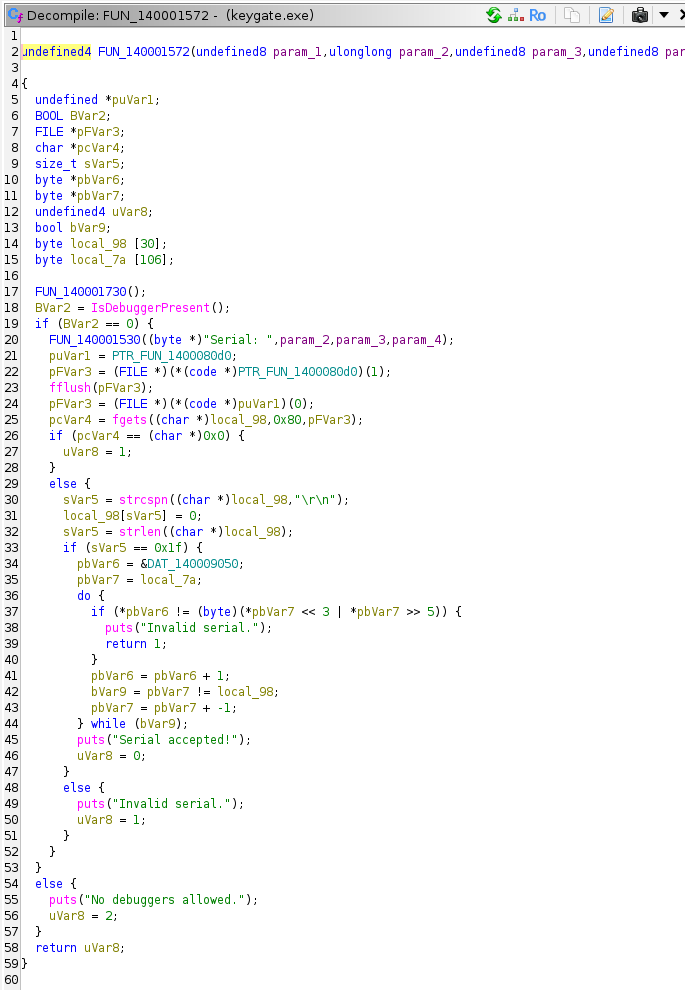 Decompile: FUN_140001572 - (keygate.exe)
Ro
1
2 undefined4 FUN_140001572(undefined8 param_1,ulonglong param_2,undefined8 param_3,undefined8 par
3
4 {
5   undefined *puVar1;
6   BOOL BVar2;
7   FILE *pFVar3;
8   char *pcVar4;
9   size_t sVar5;
10   byte *pbVar6;
11   byte *pbVar7;
12   undefined4 uVar8;
13   bool bVar9;
14   byte local_98 [30];
15   byte local_7a [106];
16
17   FUN_140001730();
18   BVar2 = IsDebuggerPresent();
19   if (BVar2 == 0) {
20     FUN_140001530((byte *)"Serial: ",param_2,param_3,param_4);
21     puVar1 = PTR_FUN_1400080d0;
22     pFVar3 = (FILE *)(*(code *)PTR_FUN_1400080d0)(1);
23     fflush(pFVar3);
24     pFVar3 = (FILE *)(*(code *)puVar1)(0);
25     pcVar4 = fgets((char *)local_98,0x80,pFVar3);
26     if (pcVar4 == (char *)0x0) {
27       uVar8 = 1;
28     }
29     else {
30       sVar5 = strcspn((char *)local_98,"\r\n");
31       local_98[sVar5] = 0;
32       sVar5 = strlen((char *)local_98);
33       if (sVar5 == 0x1f) {
34         pbVar6 = &DAT_140009050;
35         pbVar7 = local_7a;
36         do {
37           if (*pbVar6 != (byte)(*pbVar7 << 3 | *pbVar7 >> 5)) {
38             puts("Invalid serial.");
39             return 1;
40           }
41           pbVar6 = pbVar6 + 1;
42           bVar9 = pbVar7 != local_98;
43           pbVar7 = pbVar7 + -1;
44         } while (bVar9);
45         puts("Serial accepted!");
46         uVar8 = 0;
47       }
48       else {
49         puts("Invalid serial.");
50         uVar8 = 1;
51       }
52     }
53   }
54   else {
55     puts("No debuggers allowed.");
56     uVar8 = 2;
57   }
58   return uVar8;
59 }
60